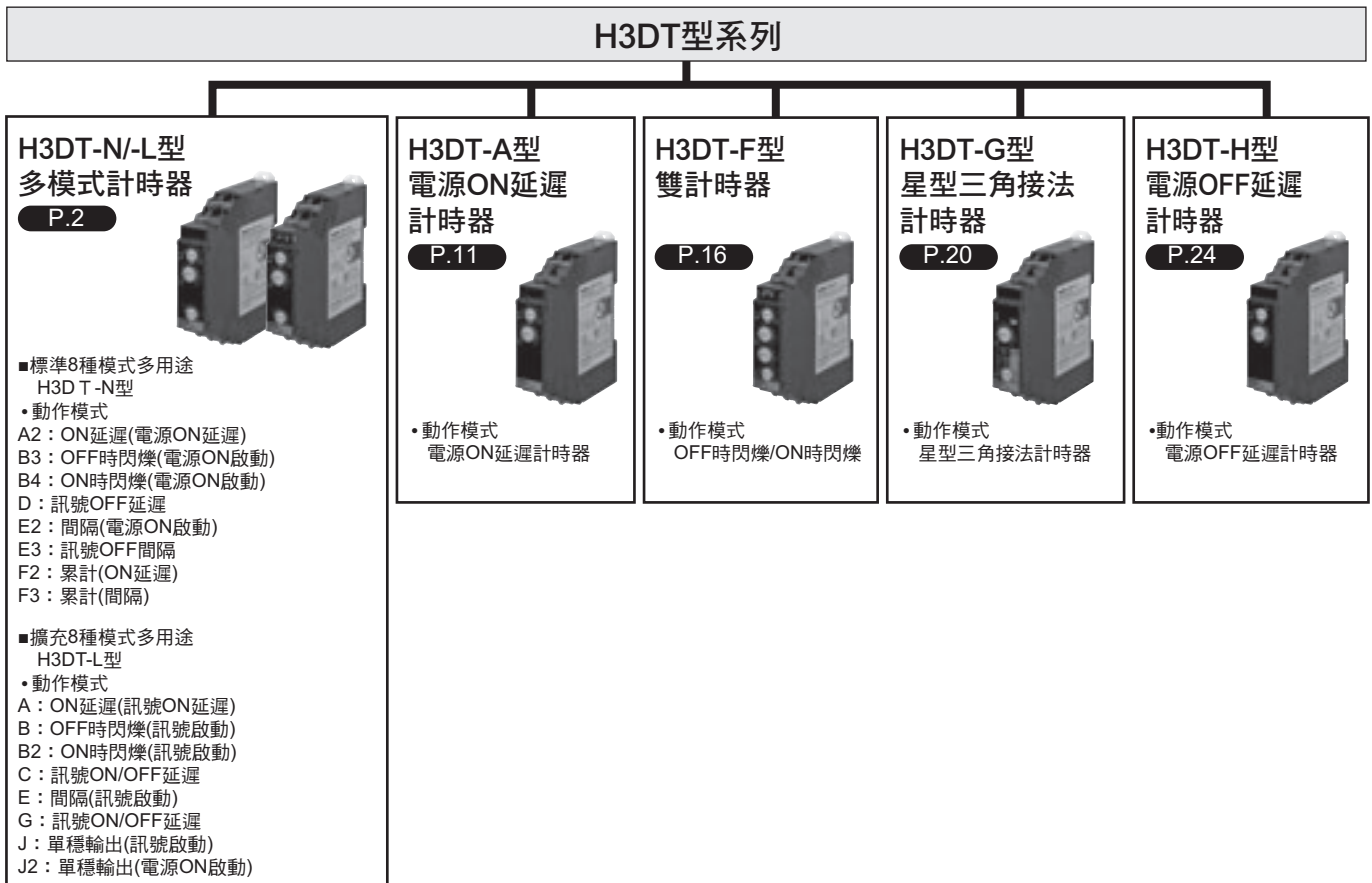 H3DT型系列
H3DT-N/-L型
多模式計時器
P.2
■標準8種模式多用途
H3DT-N型
•動作模式
A2：ON延遲(電源ON延遲)
B3：OFF時閃爍(電源ON啟動)
B4：ON時閃爍(電源ON啟動)
D：訊號OFF延遲
E2：間隔(電源ON啟動)
E3：訊號OFF間隔
F2：累計(ON延遲)
F3：累計(間隔)
■擴充8種模式多用途
H3DT-L型
•動作模式
A：ON延遲(訊號ON延遲)
B：OFF時閃爍(訊號啟動)
B2：ON時閃爍(訊號啟動)
C：訊號ON/OFF延遲
E：間隔(訊號啟動)
G：訊號ON/OFF延遲
J：單穩輸出(訊號啟動)
J2：單穩輸出(電源ON啟動)
H3DT-A型
電源ON延遲
計時器
P.11
•動作模式
電源ON延遲計時器
H3DT-F型
雙計時器
P.16
•動作模式
OFF時閃爍/ON時閃爍
H3DT-G型
星型三角接法
計時器
P.20
•動作模式
星型三角接法計時器
H3DT-H型
電源OFF延遲
計時器
P.24
•動作模式
電源OFF延遲計時器